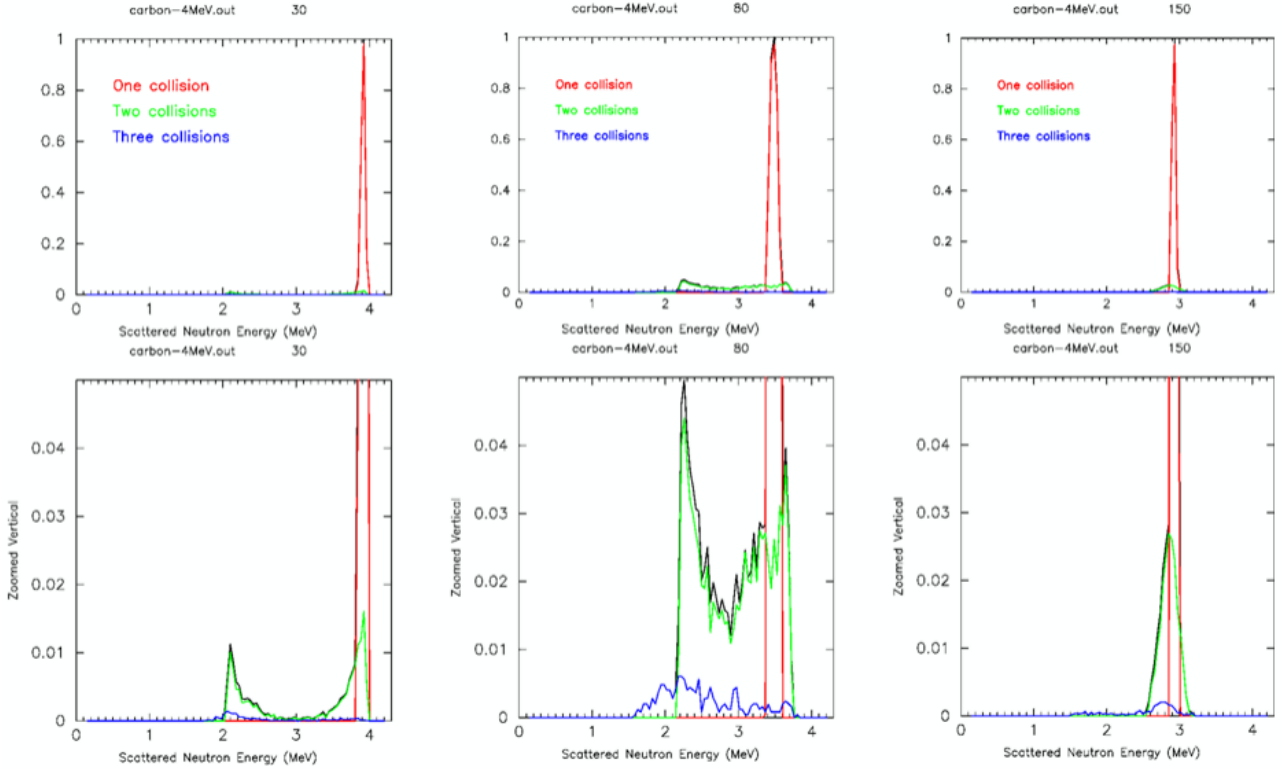 carbon-4MeV.out 30
1
0.8
0.6
0.4
0.2
0
One collision
Two collisions
Three collisions
0 1 2 3 4
Scattered Neutron Energy (MeV)
carbon-4MeV.out 80
1
0.8
0.6
0.4
0.2
0
One collision
Two collisions
Three collisions
0 1 2 3 4
Scattered Neutron Energy (MeV)
carbon-4MeV.out 150
1
0.8
0.6
0.4
0.2
0
One collision
Two collisions
Three collisions
0 1 2 3 4
Scattered Neutron Energy (MeV)
carbon-4MeV.out 30
Zoomed Vertical
0.04
0.03
0.02
0.01
0
0 1 2 3 4
Scattered Neutron Energy (MeV)
carbon-4MeV.out 80
Zoomed Vertical
0.04
0.03
0.02
0.01
0
0 1 2 3 4
Scattered Neutron Energy (MeV)
carbon-4MeV.out 150
Zoomed Vertical
0.04
0.03
0.02
0.01
0
0 1 2 3 4
Scattered Neutron Energy (MeV)